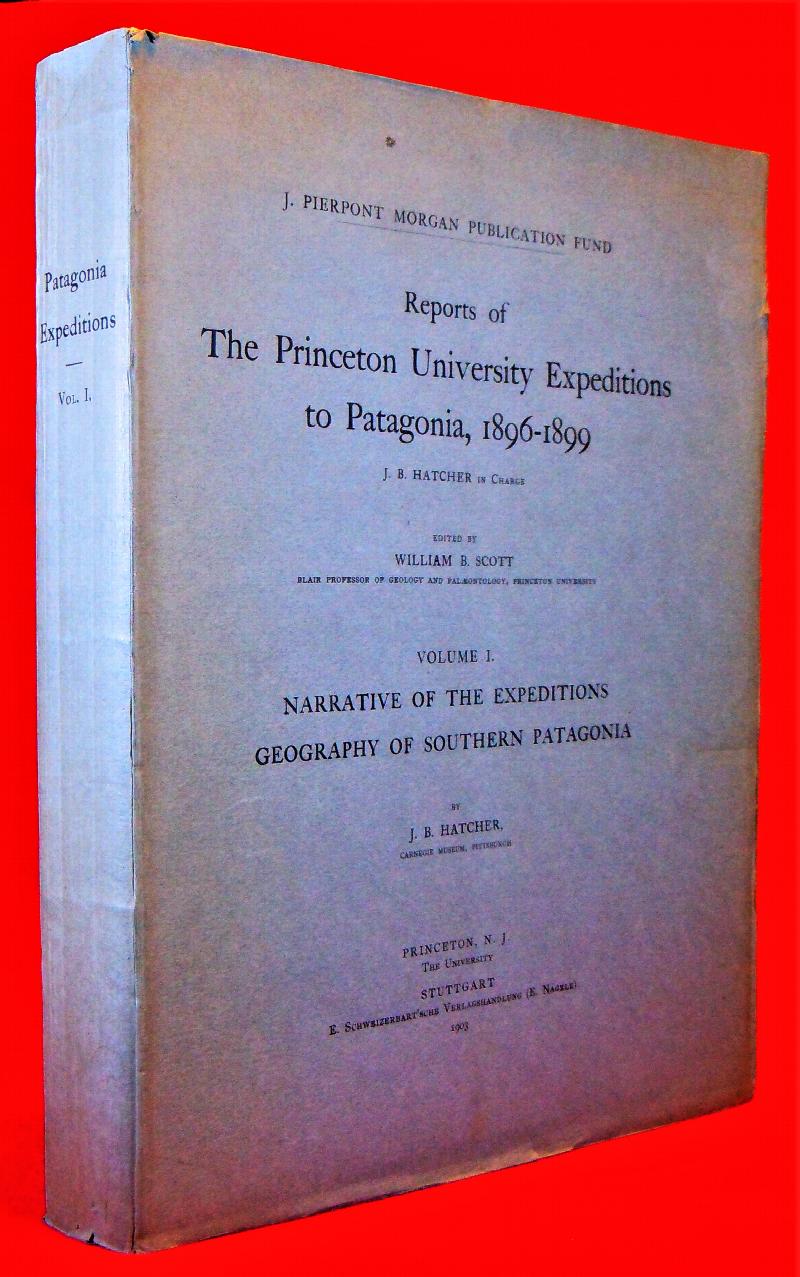 Patagonia
Expeditions
VOL. I.
J. PIERPONT MORGAN PUBLICATION FUND
Reports of
The Princeton University Expeditions
to Patagonia, 1896-1899
J. B. HATCHER IN CHARGE
EDITED BY
WILLIAM B. SCOTT
BLAIR PROFESSOR OF GEOLOGY AND PALÆONTOLOGY, PRINCETON UNIVERSITY
VOLUME I.
NARRATIVE OF THE EXPEDITIONS
GEOGRAPHY OF SOUTHERN PATAGONIA
BY
J. B. HATCHER,
CARNEGIE MUSEUM, PITTSBURGH
PRINCETON, N. J.
THE UNIVERSITY
STUTTGART
E. SCHWEIZERBART'SCHE VERLAGSHANDLUNG (E. NÄGELE)
1903